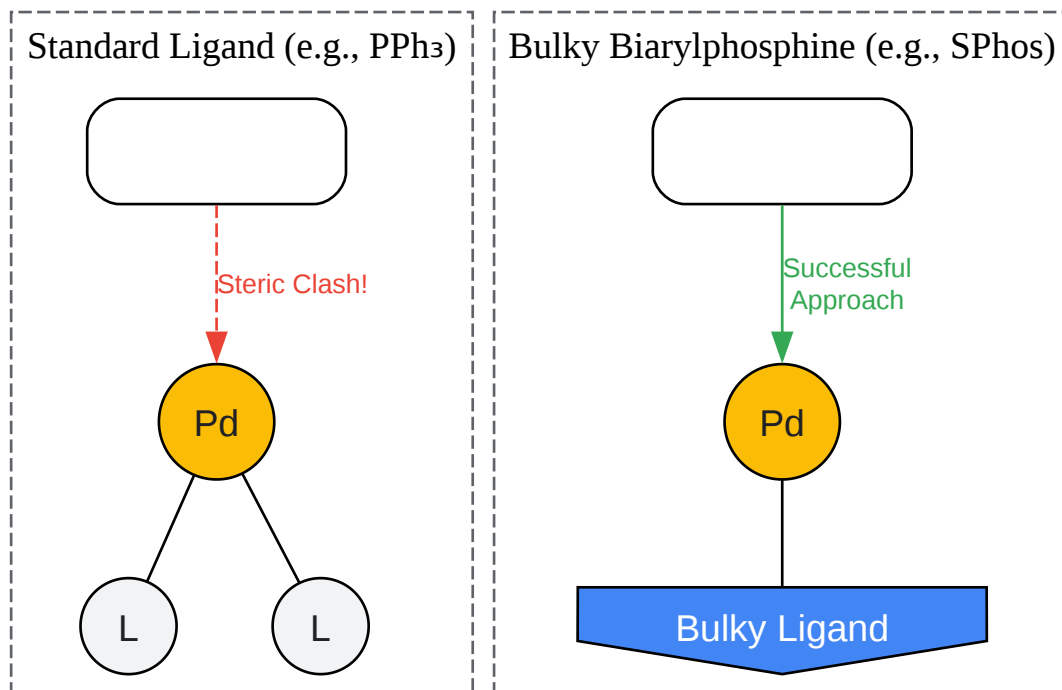 Standard Ligand (e.g., PPh₃)
Steric Clash!
Pd
L
L
Bulky Biarylphosphine (e.g., SPhos)
Successful
Approach
Pd
Bulky Ligand